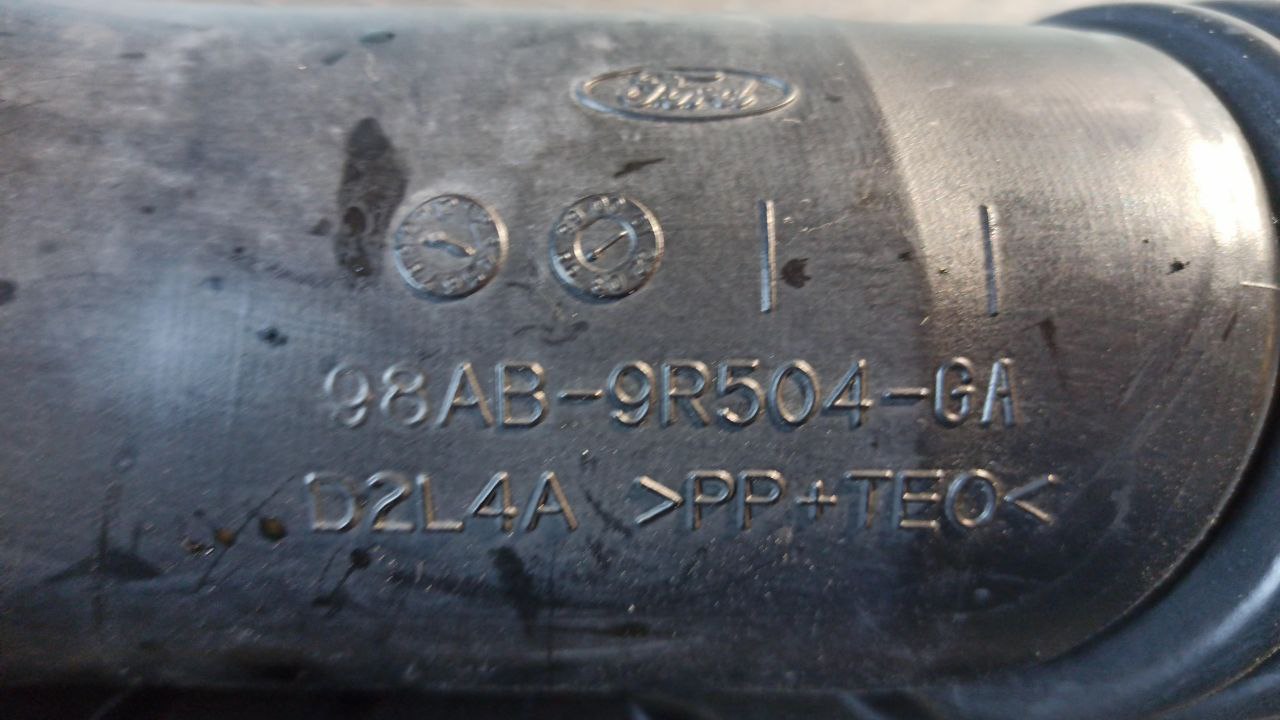 Ford
98AB-9R504-GA
D2L4A >PP+TEO<